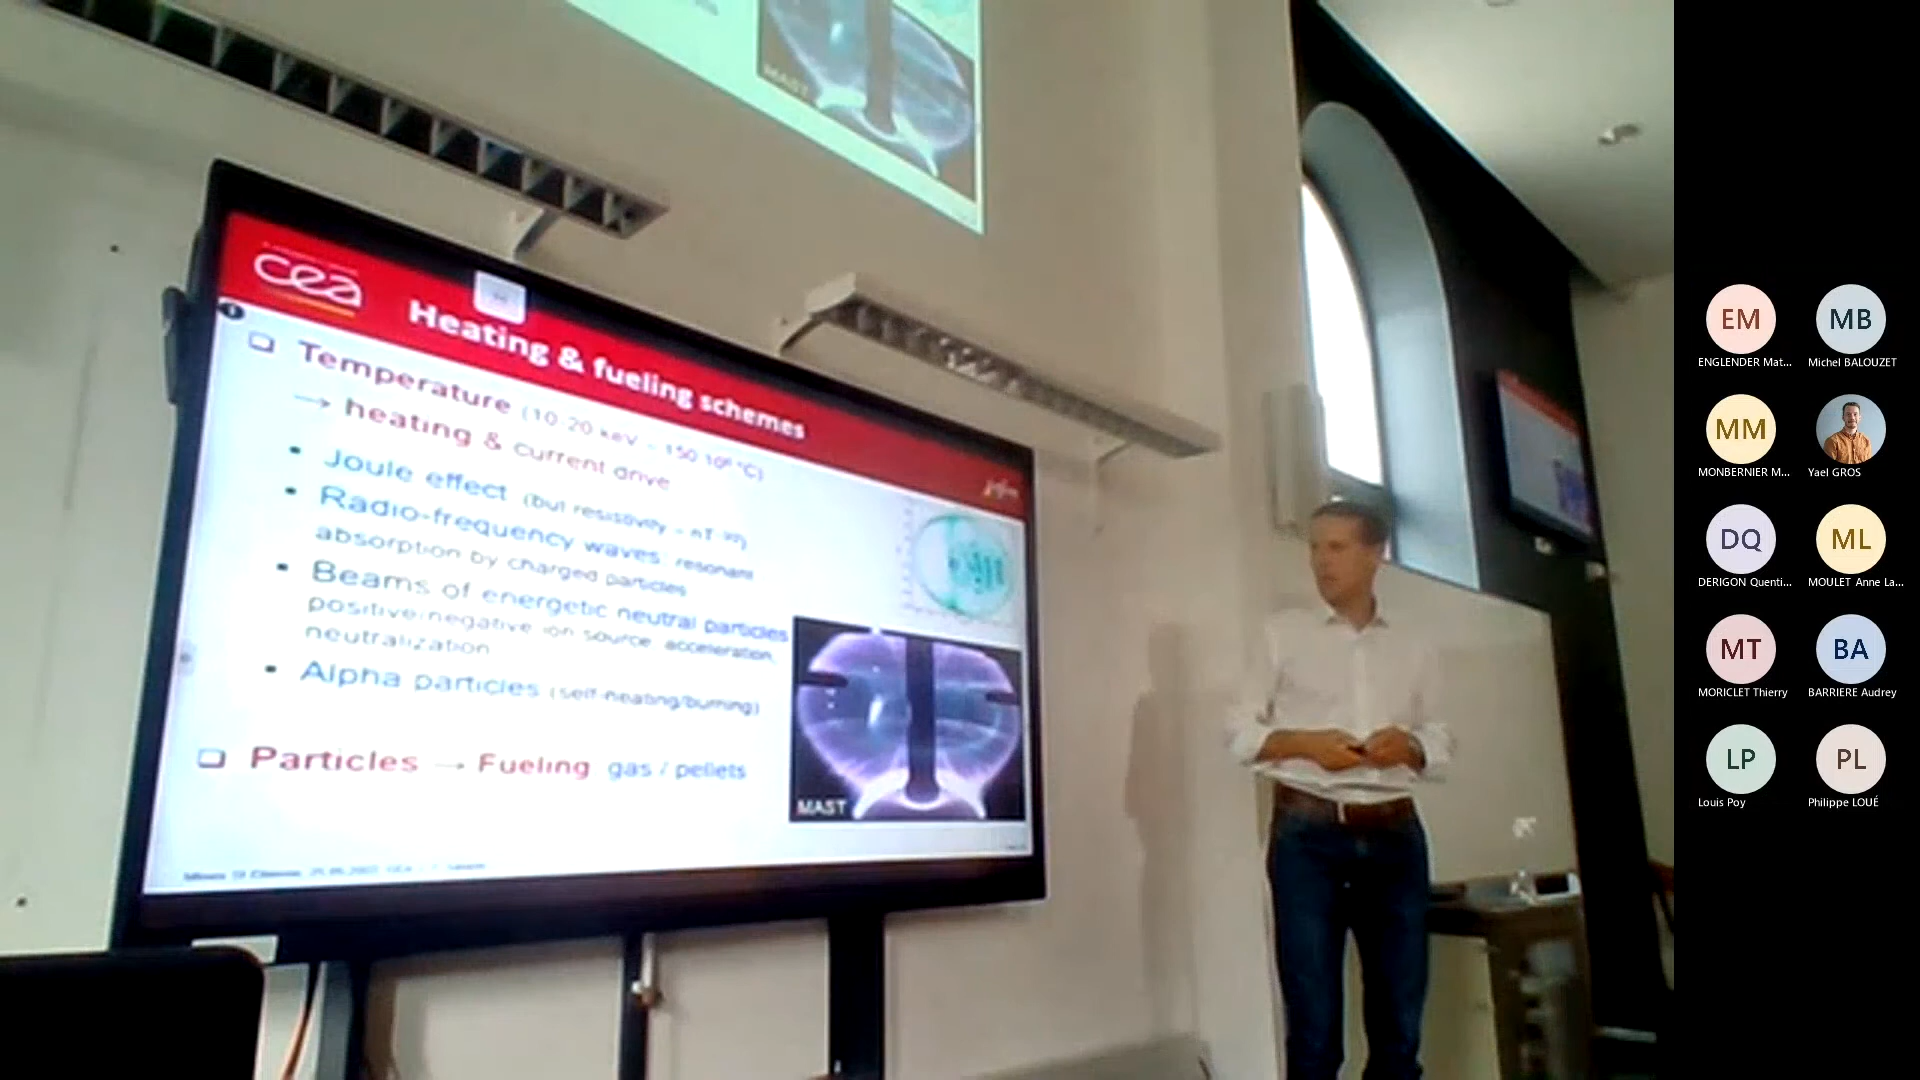 cea
Heating & fueling schemes
Temperature (10-20 keV ~ 150 10⁶ °C)
→ heating & current drive
• Joule effect (but resistivity ~ nT⁻³/²)
• Radio-frequency waves: resonant
absorption by charged particles
• Beams of energetic neutral particles
positive/negative ion source, acceleration,
neutralization
• Alpha particles (self-heating/burning)
Particles → Fueling gas / pellets
MAST
MAST
EM
ENGLENDER Mat...
MB
Michel BALOUZET
MM
MONBERNIER M...
Yael GROS
DQ
DERIGON Quenti...
ML
MOULET Anne La...
MT
MORICLET Thierry
BA
BARRIERE Audrey
LP
Louis Poy
PL
Philippe LOUÉ